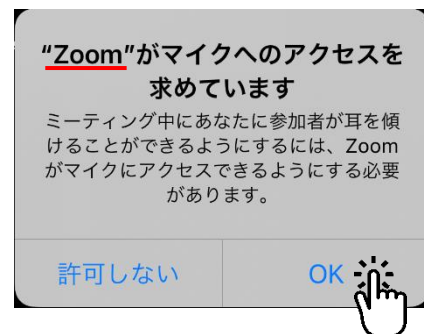 “Zoom”がマイクへのアクセスを
求めています
ミーティング中にあなたに参加者が耳を傾
けることができるようにするには、Zoom
がマイクにアクセスできるようにする必要
があります。
許可しない
OK